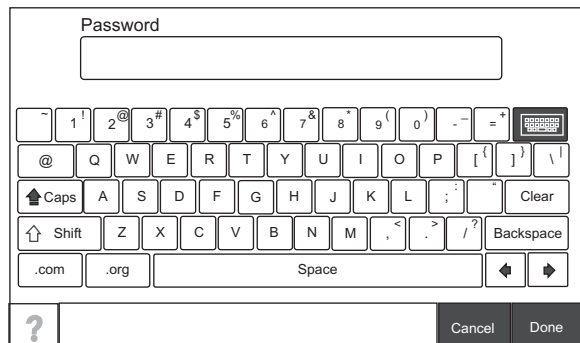 Password
~ 1 ! 2 @ 3 # 4 $ 5 % 6 ^ 7 & 8 * 9 ( 0 ) - _ = +
@ Q W E R T Y U I O P [ { ] } \ |
Caps A S D F G H J K L ; : “ Clear
Shift Z X C V B N M , < . > / ? Backspace
.com .org Space
? Cancel Done